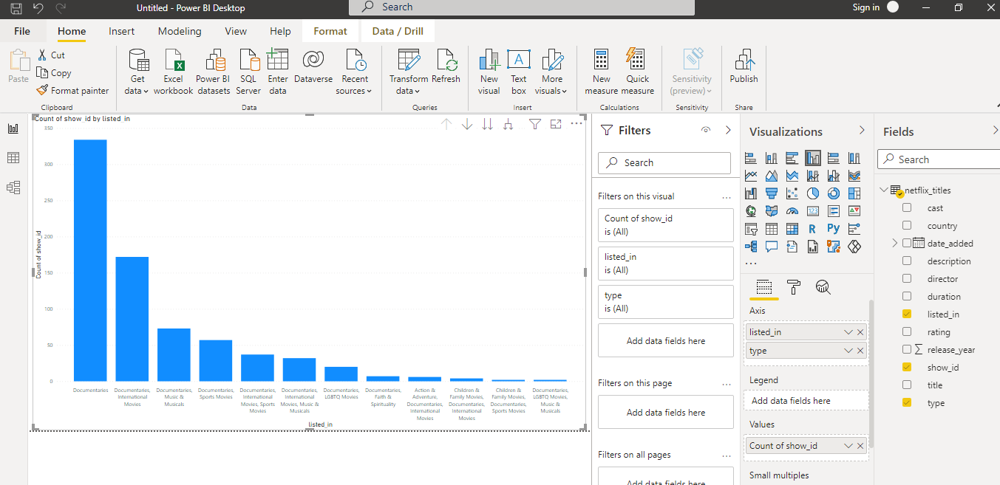 Untitled - Power BI Desktop
Search
Sign in
File Home Insert Modeling View Help Format Data / Drill
Paste
Cut
Copy
Format painter
Clipboard
Get data
Excel workbook
Power BI datasets
SQL Server
Enter data
Dataverse
Recent sources
Data
Transform data
Refresh
Queries
New visual
Text box
More visuals
Insert
New measure
Quick measure
Calculations
Sensitivity (preview)
Sensitivity
Publish
Share
Count of show_id by listed_in
350
300
250
200
150
100
50
0
Count of show_id
Documentaries
Documentaries, International Movies
Documentaries, Music & Musicals
Documentaries, Sports Movies
Documentaries, International Movies, Sports Movies
Documentaries, International Movies, Music & Musicals
Documentaries, LGBTQ Movies
Documentaries, Faith & Spirituality
Action & Adventure, Documentaries, International Movies
Children & Family Movies, Documentaries, International Movies
Children & Family Movies, Documentaries, Sports Movies
Documentaries, LGBTQ Movies, Music & Musicals
listed_in
Filters
Search
Filters on this visual
...
Count of show_id
is (All)
listed_in
is (All)
type
is (All)
Add data fields here
Filters on this page
...
Add data fields here
Filters on all pages
...
Add data fields here
Visualizations
123
R
Py
...
Axis
listed_in
type
Legend
Add data fields here
Values
Count of show_id
Small multiples
Fields
Search
netflix_titles
cast
country
date_added
description
director
duration
listed_in
rating
release_year
show_id
title
type